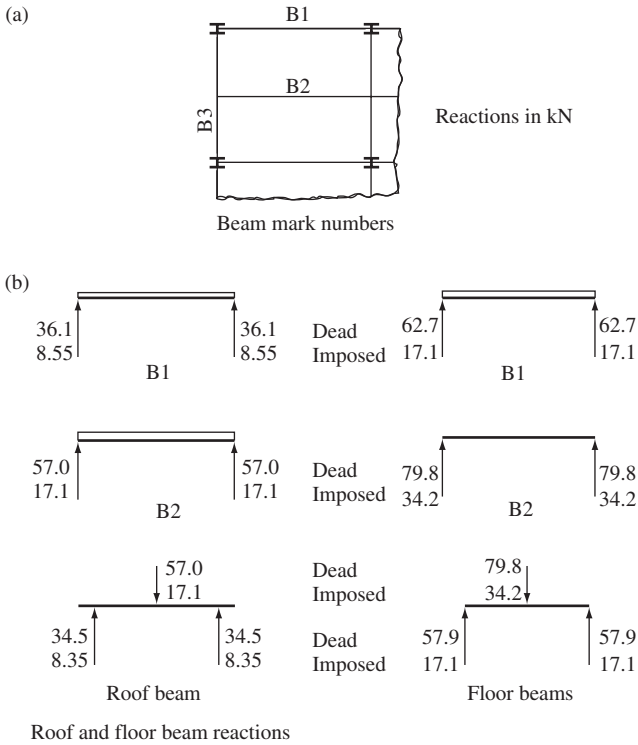 (a)
B1
B2
B3
Reactions in kN
Beam mark numbers
(b)
36.1 36.1 Dead 62.7 62.7
8.55 8.55 Imposed 17.1 17.1
B1 B1
57.0 57.0 Dead 79.8 79.8
17.1 17.1 Imposed 34.2 34.2
B2 B2
57.0 Dead 79.8
17.1 Imposed 34.2
34.5 34.5 Dead 57.9 57.9
8.35 8.35 Imposed 17.1 17.1
Roof beam Floor beams
Roof and floor beam reactions